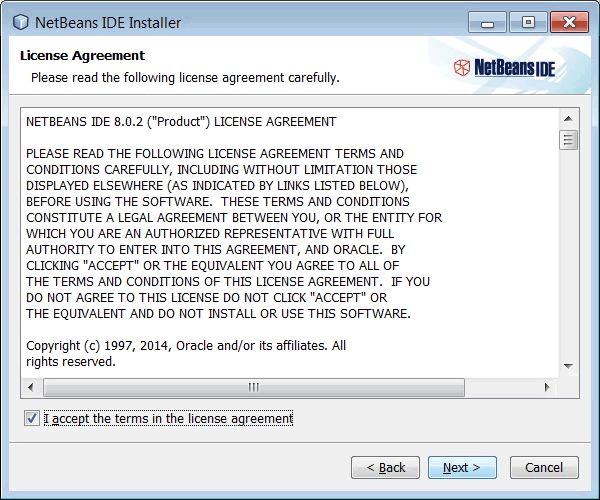 NetBeans IDE Installer
License Agreement
Please read the following license agreement carefully.
NetBeans IDE
NETBEANS IDE 8.0.2 ("Product") LICENSE AGREEMENT
PLEASE READ THE FOLLOWING LICENSE AGREEMENT TERMS AND
CONDITIONS CAREFULLY, INCLUDING WITHOUT LIMITATION THOSE
DISPLAYED ELSEWHERE (AS INDICATED BY LINKS LISTED BELOW),
BEFORE USING THE SOFTWARE.  THESE TERMS AND CONDITIONS
CONSTITUTE A LEGAL AGREEMENT BETWEEN YOU, OR THE ENTITY FOR
WHICH YOU ARE AN AUTHORIZED REPRESENTATIVE WITH FULL
AUTHORITY TO ENTER INTO THIS AGREEMENT, AND ORACLE.  BY
CLICKING "ACCEPT" OR THE EQUIVALENT YOU AGREE TO ALL OF
THE TERMS AND CONDITIONS OF THIS LICENSE AGREEMENT.  IF YOU
DO NOT AGREE TO THIS LICENSE DO NOT CLICK "ACCEPT" OR
THE EQUIVALENT AND DO NOT INSTALL OR USE THIS SOFTWARE.
Copyright (c) 1997, 2014, Oracle and/or its affiliates. All
rights reserved.
I accept the terms in the license agreement
< Back
Next >
Cancel